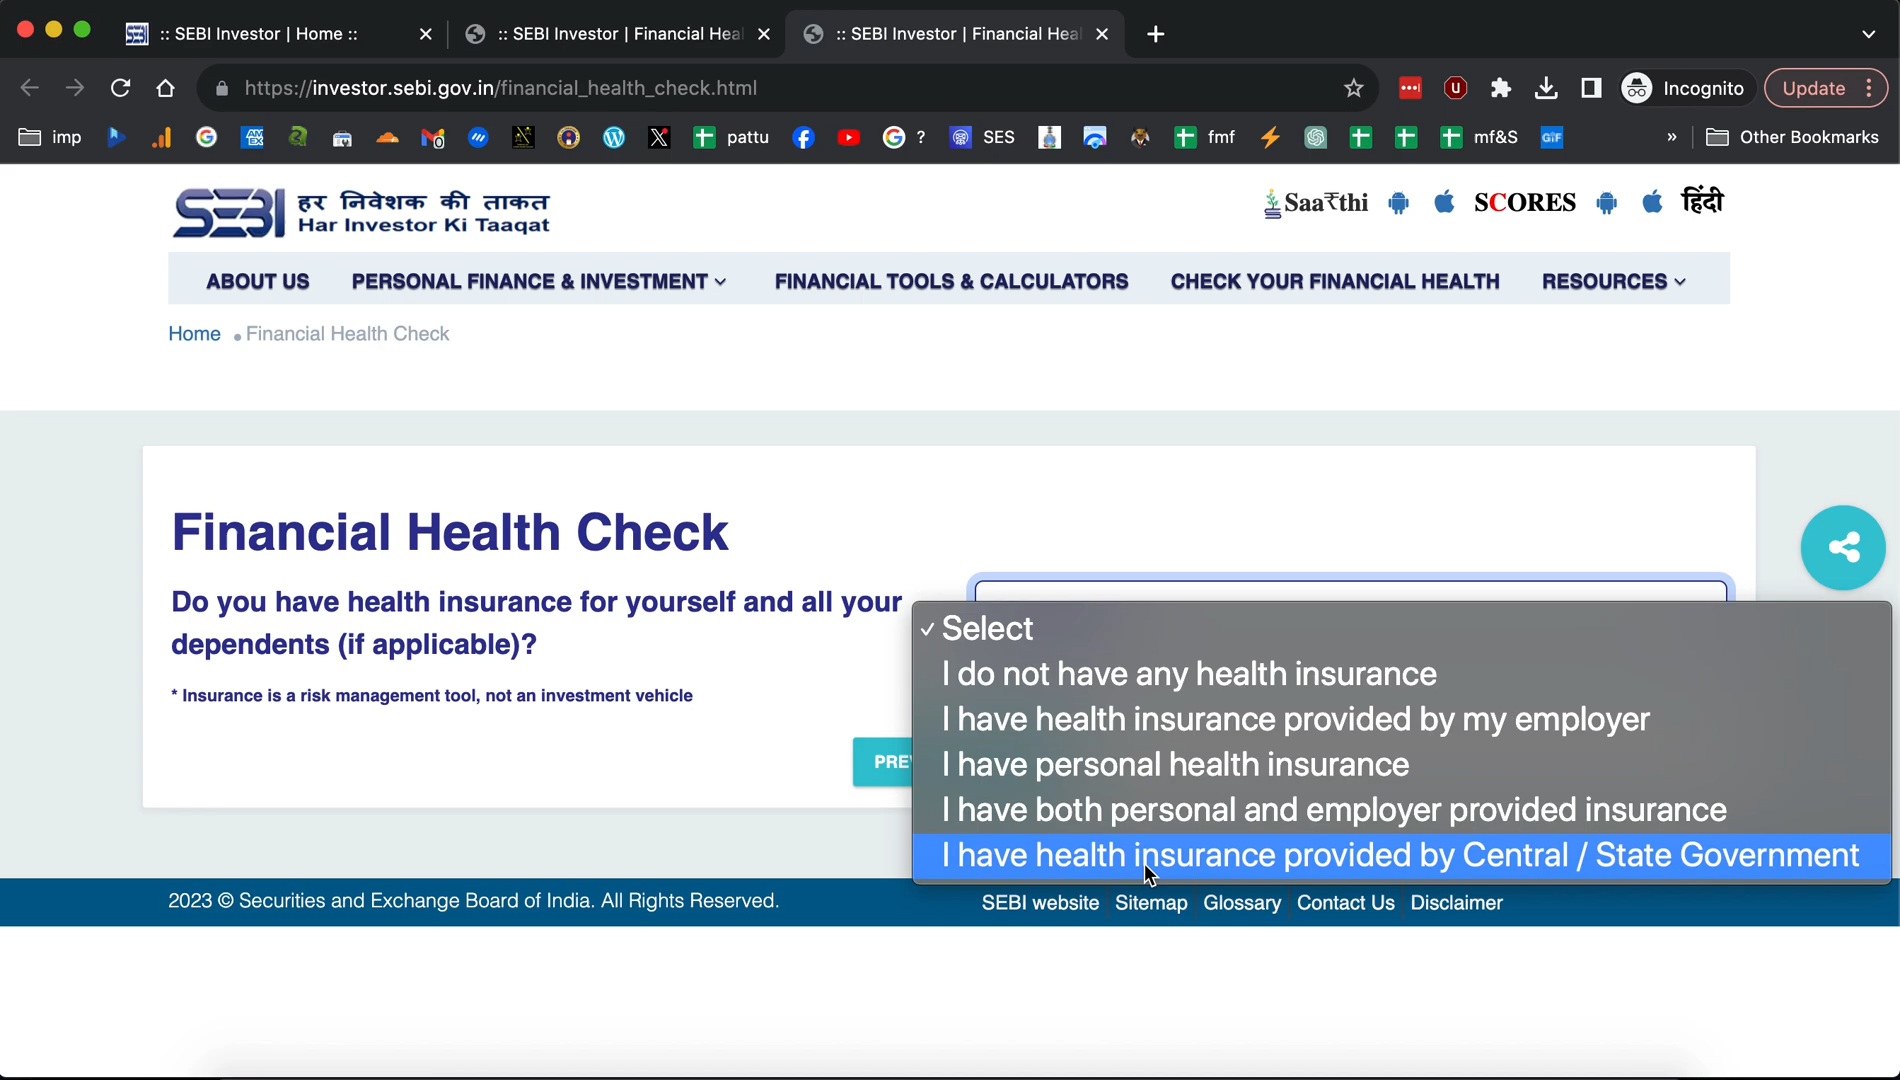 :: SEBI Investor | Home ::
:: SEBI Investor | Financial Heal
:: SEBI Investor | Financial Heal
https://investor.sebi.gov.in/financial_health_check.html
Incognito
Update
imp
pattu
?
SES
fmf
mf&S
GIF
»
Other Bookmarks
SEBI
हर निवेशक की ताकत
Har Investor Ki Taaqat
Saa₹thi
SCORES
हिंदी
ABOUT US
PERSONAL FINANCE & INVESTMENT
FINANCIAL TOOLS & CALCULATORS
CHECK YOUR FINANCIAL HEALTH
RESOURCES
Home
Financial Health Check
Financial Health Check
Do you have health insurance for yourself and all your
dependents (if applicable)?
* Insurance is a risk management tool, not an investment vehicle
PREV
✓ Select
I do not have any health insurance
I have health insurance provided by my employer
I have personal health insurance
I have both personal and employer provided insurance
I have health insurance provided by Central / State Government
2023 © Securities and Exchange Board of India. All Rights Reserved.
SEBI website
Sitemap
Glossary
Contact Us
Disclaimer